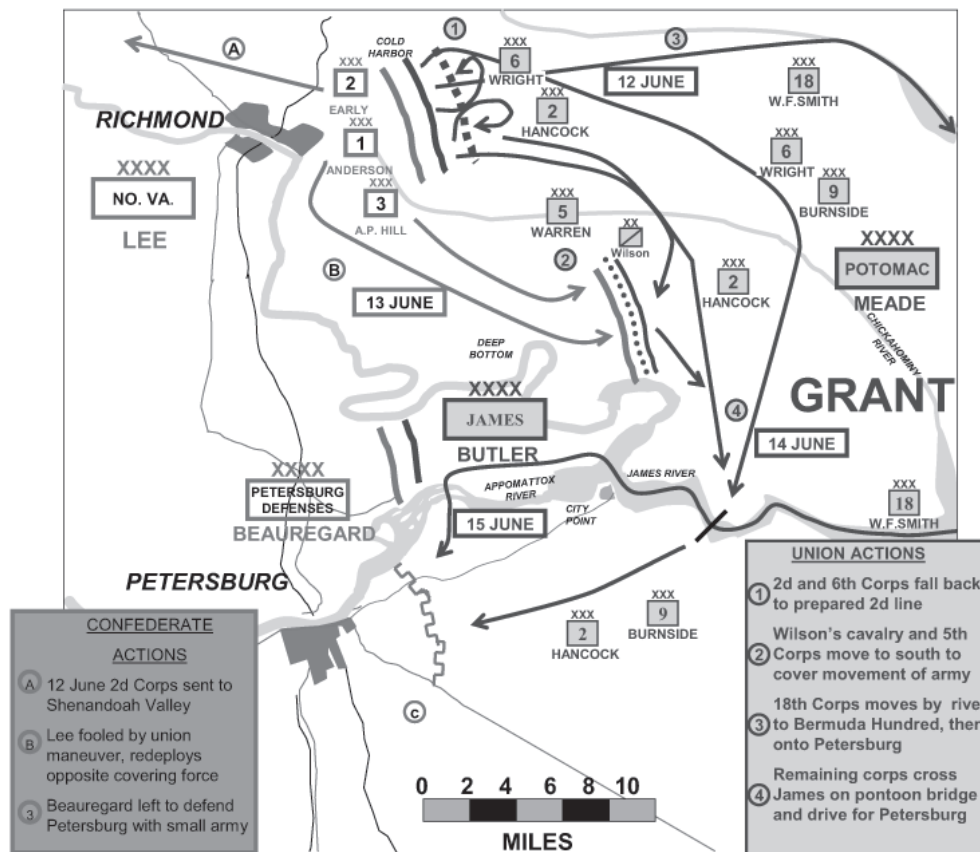 1
3
A
COLD
HARBOR
XXX
6
WRIGHT
12 JUNE
XXX
18
W.F.SMITH
XXX
2
EARLY
XXX
2
HANCOCK
RICHMOND
XXX
1
ANDERSON
XXX
6
WRIGHT
XXXX
NO. VA.
LEE
XXX
3
A.P. HILL
XXX
5
WARREN
XX
Wilson
XXX
9
BURNSIDE
2
B
13 JUNE
XXX
2
HANCOCK
XXXX
POTOMAC
MEADE
CHICKAHOMINY
RIVER
DEEP
BOTTOM
GRANT
XXXX
JAMES
BUTLER
4
14 JUNE
XXXX
PETERSBURG
DEFENSES
BEAUREGARD
APPOMATTOX
RIVER
JAMES RIVER
15 JUNE
CITY
POINT
XXX
18
W.F.SMITH
PETERSBURG
XXX
2
HANCOCK
XXX
9
BURNSIDE
C
0 2 4 6 8 10
MILES
CONFEDERATE
ACTIONS
A 12 June 2d Corps sent to
Shenandoah Valley
B Lee fooled by union
maneuver, redeploys
opposite covering force
3 Beauregard left to defend
Petersburg with small army
UNION ACTIONS
1 2d and 6th Corps fall back
to prepared 2d line
2 Wilson's cavalry and 5th
Corps move to south to
cover movement of army
3 18th Corps moves by rive
to Bermuda Hundred, ther
onto Petersburg
4 Remaining corps cross
James on pontoon bridge
and drive for Petersburg